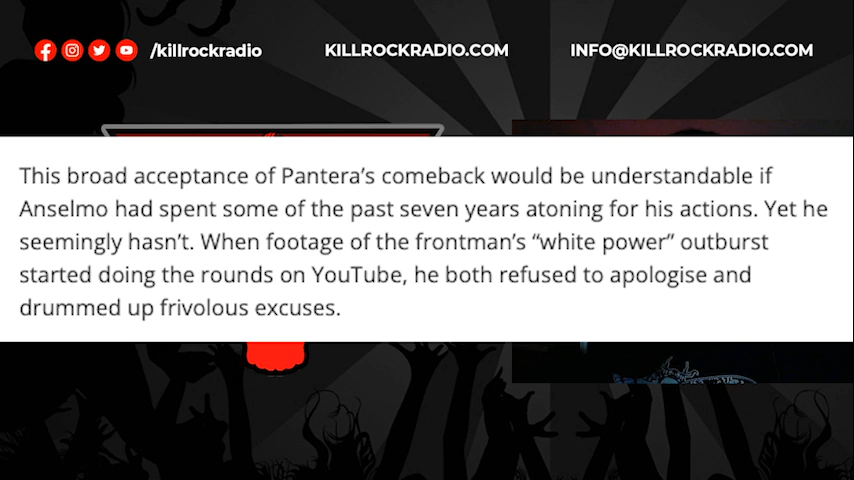 /killrockradio
KILLROCKRADIO.COM
INFO@KILLROCKRADIO.COM
This broad acceptance of Pantera’s comeback would be understandable if
Anselmo had spent some of the past seven years atoning for his actions. Yet he
seemingly hasn’t. When footage of the frontman’s “white power” outburst
started doing the rounds on YouTube, he both refused to apologise and
drummed up frivolous excuses.